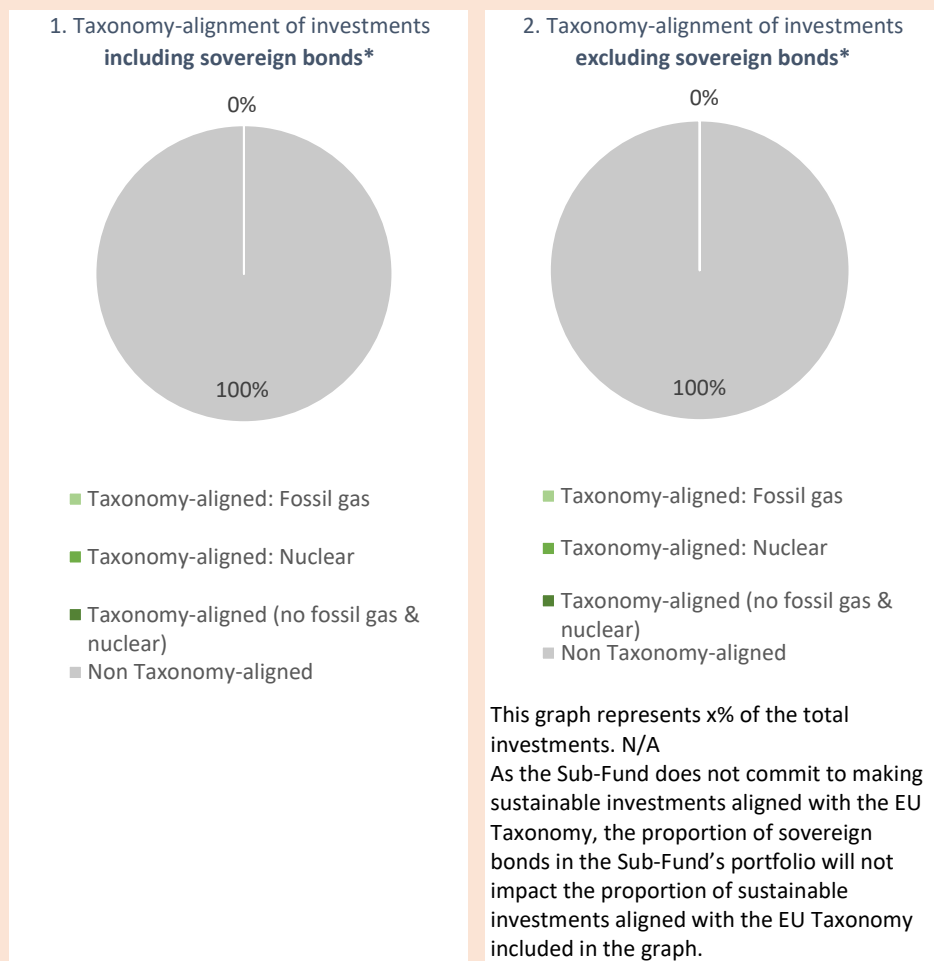 1. Taxonomy-alignment of investments
including sovereign bonds*
0%
100%
Taxonomy-aligned: Fossil gas
Taxonomy-aligned: Nuclear
Taxonomy-aligned (no fossil gas &
nuclear)
Non Taxonomy-aligned
2. Taxonomy-alignment of investments
excluding sovereign bonds*
0%
100%
Taxonomy-aligned: Fossil gas
Taxonomy-aligned: Nuclear
Taxonomy-aligned (no fossil gas &
nuclear)
Non Taxonomy-aligned
This graph represents x% of the total
investments. N/A
As the Sub-Fund does not commit to making
sustainable investments aligned with the EU
Taxonomy, the proportion of sovereign
bonds in the Sub-Fund’s portfolio will not
impact the proportion of sustainable
investments aligned with the EU Taxonomy
included in the graph.